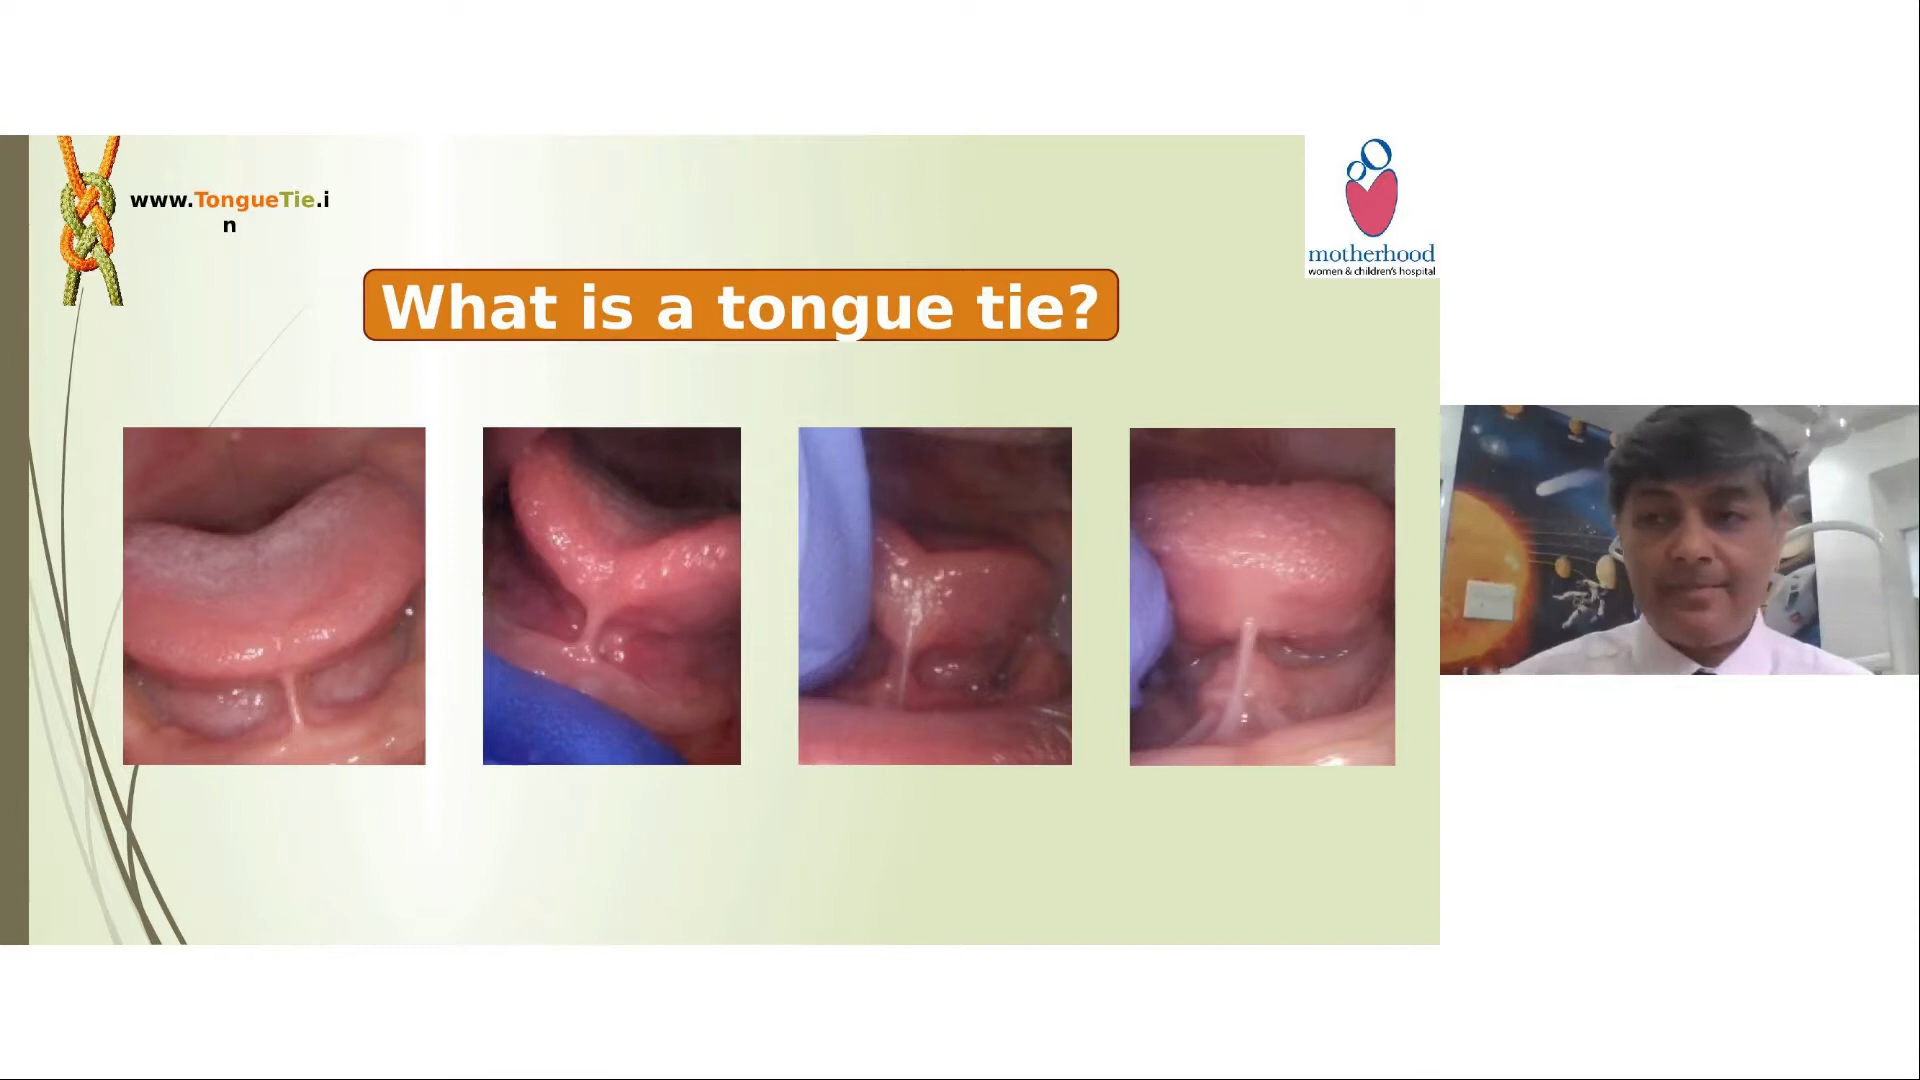 www.TongueTie.i
n
motherhood
women & children's hospital
What is a tongue tie?